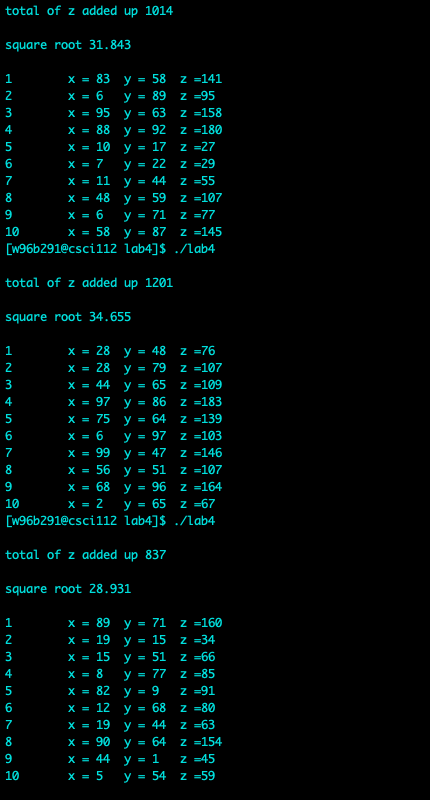 total of z added up 1014
square root 31.843
1 x = 83 y = 58 z =141
2 x = 6 y = 89 z =95
3 x = 95 y = 63 z =158
4 x = 88 y = 92 z =180
5 x = 10 y = 17 z =27
6 x = 7 y = 22 z =29
7 x = 11 y = 44 z =55
8 x = 48 y = 59 z =107
9 x = 6 y = 71 z =77
10 x = 58 y = 87 z =145
[w96b291@csci112 lab4]$ ./lab4
total of z added up 1201
square root 34.655
1 x = 28 y = 48 z =76
2 x = 28 y = 79 z =107
3 x = 44 y = 65 z =109
4 x = 97 y = 86 z =183
5 x = 75 y = 64 z =139
6 x = 6 y = 97 z =103
7 x = 99 y = 47 z =146
8 x = 56 y = 51 z =107
9 x = 68 y = 96 z =164
10 x = 2 y = 65 z =67
[w96b291@csci112 lab4]$ ./lab4
total of z added up 837
square root 28.931
1 x = 89 y = 71 z =160
2 x = 19 y = 15 z =34
3 x = 15 y = 51 z =66
4 x = 8 y = 77 z =85
5 x = 82 y = 9 z =91
6 x = 12 y = 68 z =80
7 x = 19 y = 44 z =63
8 x = 90 y = 64 z =154
9 x = 44 y = 1 z =45
10 x = 5 y = 54 z =59